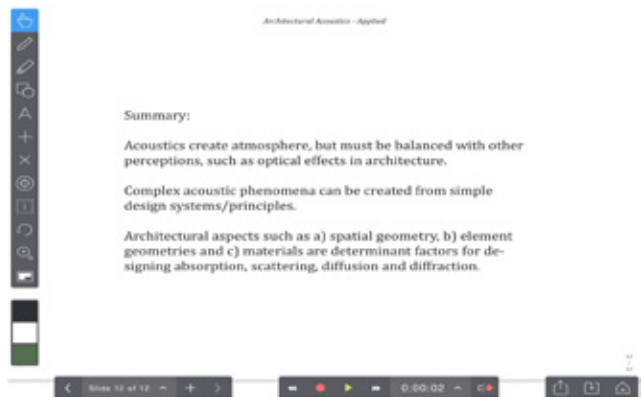 Architectural Acoustics - Applied
Summary:
Acoustics create atmosphere, but must be balanced with other
perceptions, such as optical effects in architecture.
Complex acoustic phenomena can be created from simple
design systems/principles.
Architectural aspects such as a) spatial geometry, b) element
geometries and c) materials are determinant factors for de-
signing absorption, scattering, diffusion and diffraction.
Slide 12 of 12
0:00:02